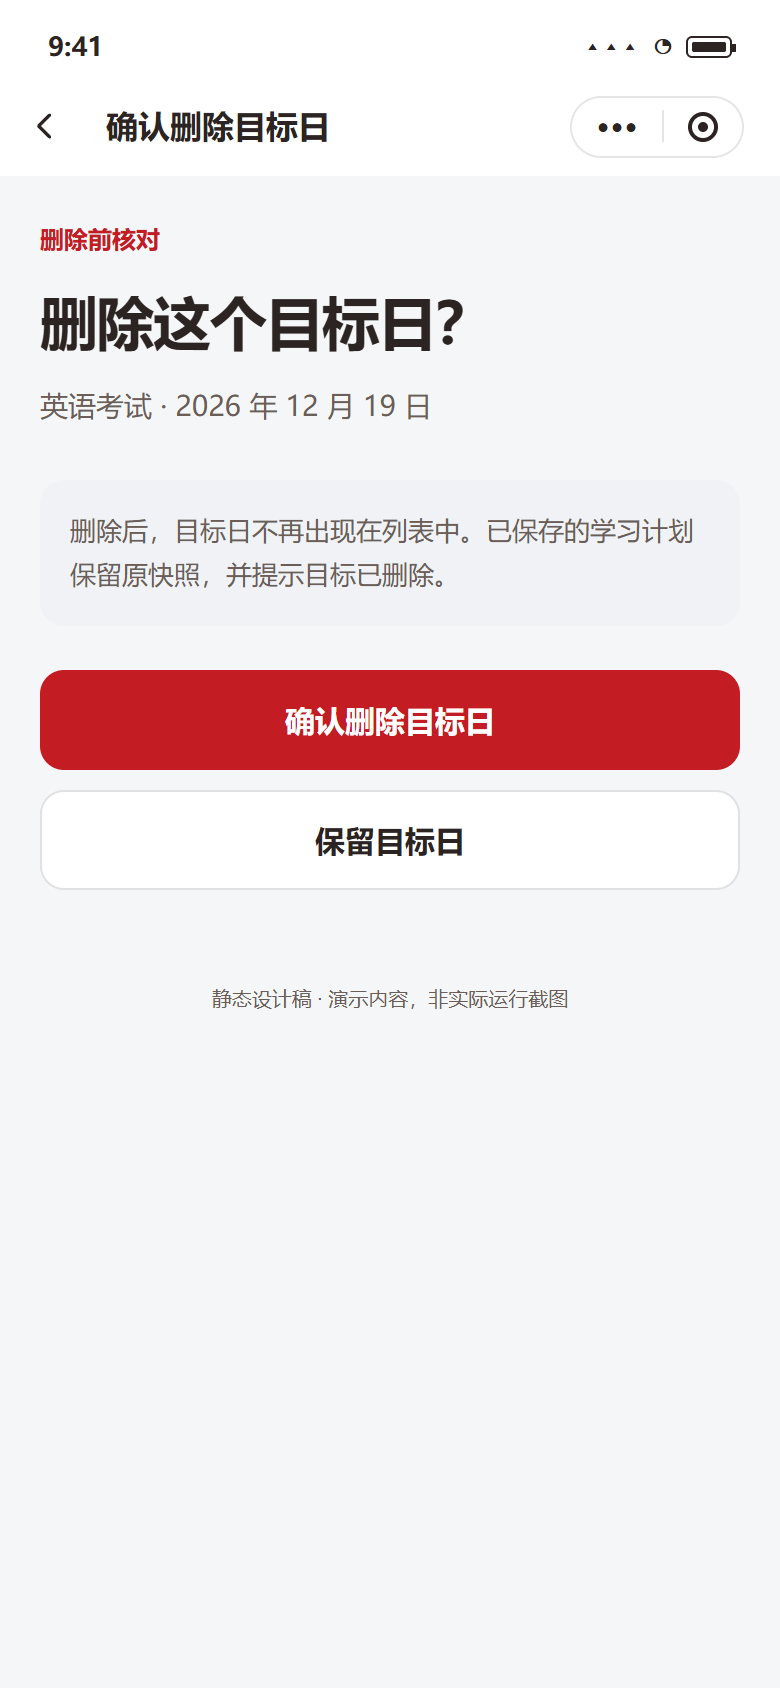 9:41
确认删除目标日
删除前核对
删除这个目标日？
英语考试 · 2026 年 12 月 19 日
删除后，目标日不再出现在列表中。已保存的学习计划
保留原快照，并提示目标已删除。
确认删除目标日
保留目标日
静态设计稿 · 演示内容，非实际运行截图